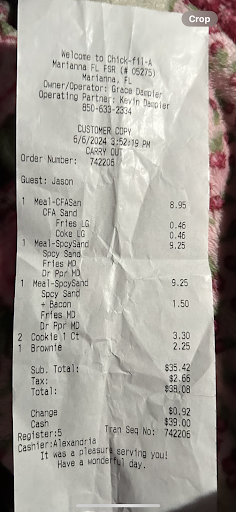 Crop
Welcome to Chick-fil-A
Marianna FL FSR (# 05275)
Marianna, FL
Owner/Operator: Grace Dampier
Operating Partner: Kevin Dampier
850-633-2334
CUSTOMER COPY
6/6/2024 3:52:19 PM
CARRY OUT
Order Number: 742206
Guest: Jason
1 Meal-CFASan 8.95
CFA Sand
Fries LG 0.46
Coke LG 0.46
1 Meal-SpcySand 9.25
Spcy Sand
Fries MD
Dr Ppr MD
1 Meal-SpcySand 9.25
Spcy Sand
+ Bacon 1.50
Fries MD
Dr Ppr MD
2 Cookie 1 Ct 3.30
1 Brownie 2.25
Sub. Total: $35.42
Tax: $2.66
Total: $38.08
Change $0.92
Cash $39.00
Register:5 Tran Seq No: 742206
Cashier:Alexandria
It was a pleasure serving you!
Have a wonderful day.